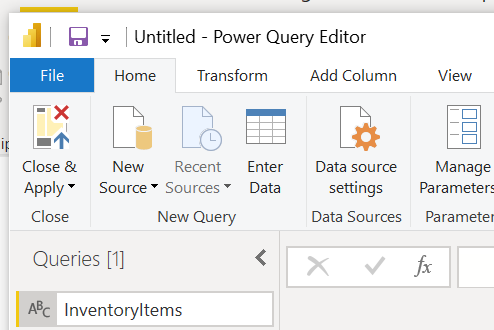 Untitled - Power Query Editor
File Home Transform Add Column View
Close & Apply
New Source
Recent Sources
Enter Data
Data source settings
Manage Parameters
Close New Query Data Sources
Queries [1]
fx
ABC InventoryItems